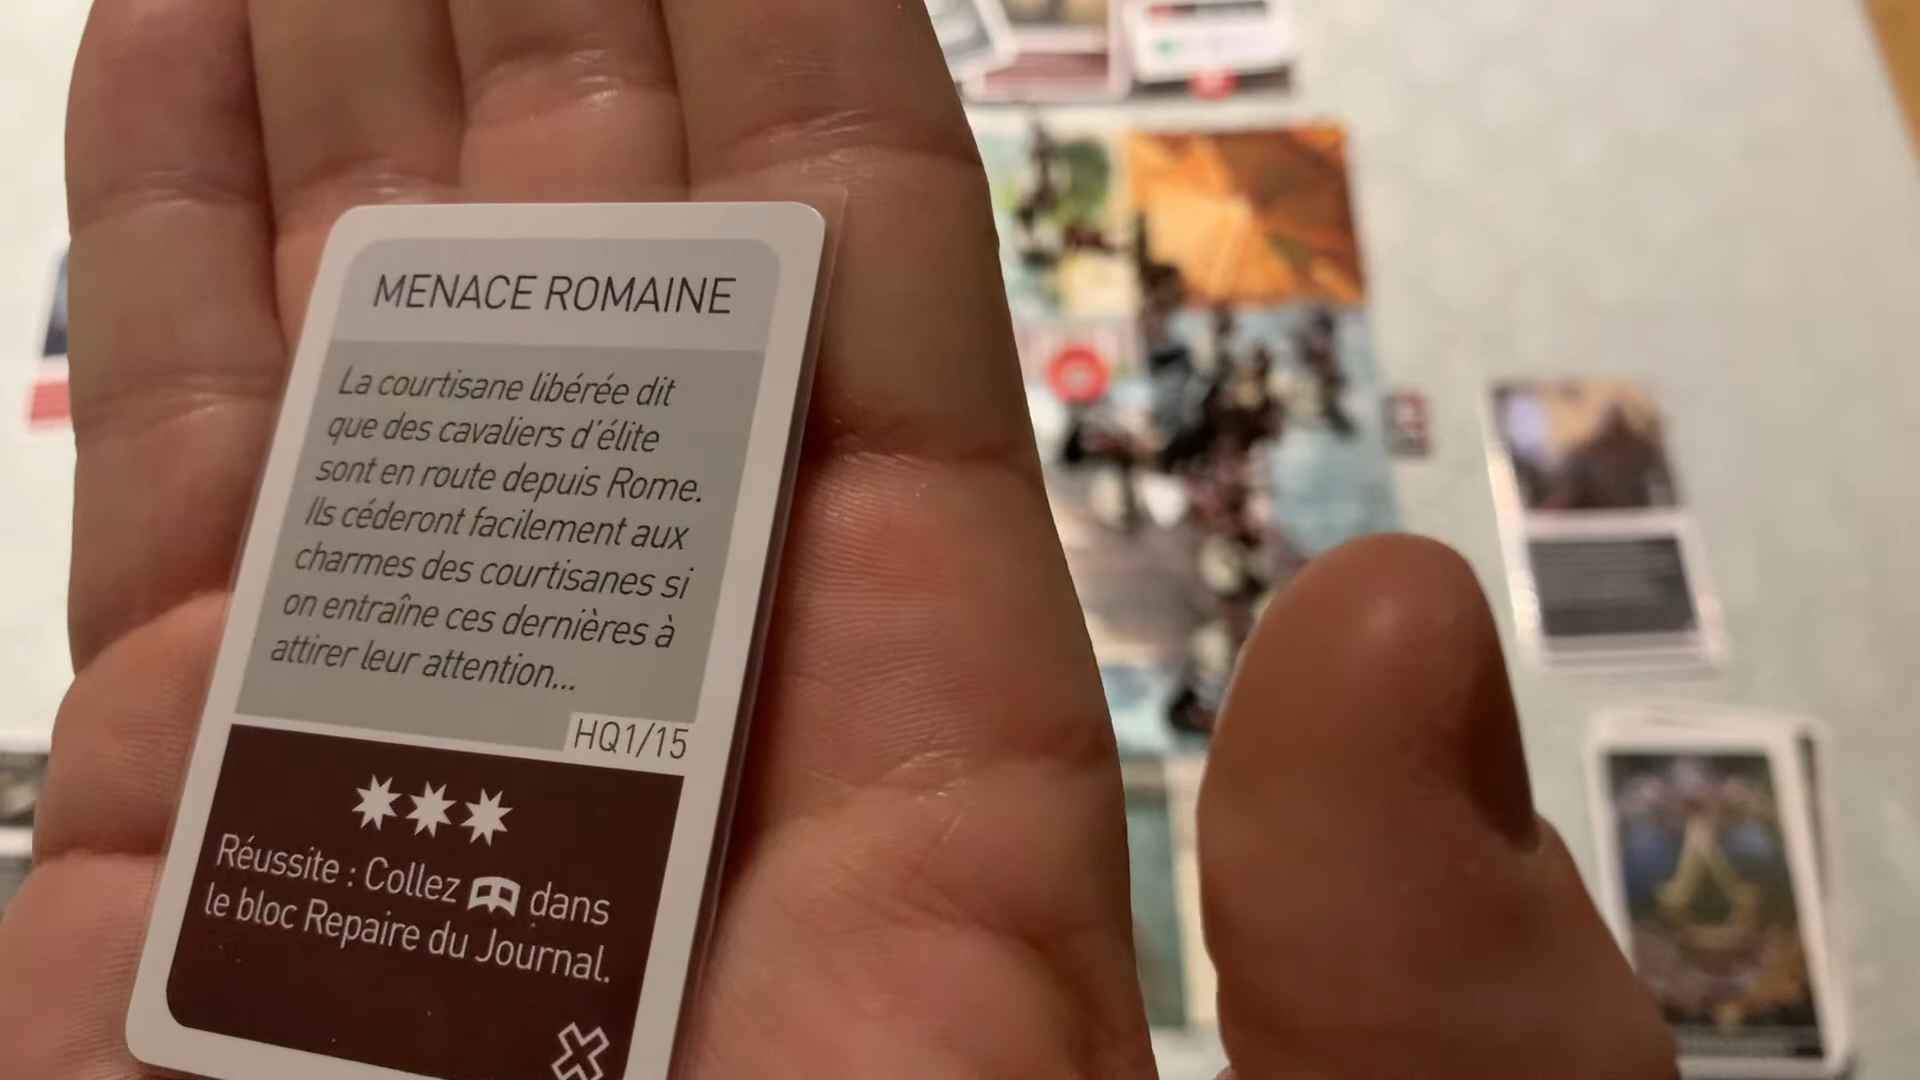 MENACE ROMAINE
La courtisane libérée dit
que des cavaliers d'élite
sont en route depuis Rome.
Ils céderont facilement aux
charmes des courtisanes si
on entraîne ces dernières à
attirer leur attention...
HQ1/15
Réussite : Collez dans
le bloc Repaire du Journal.